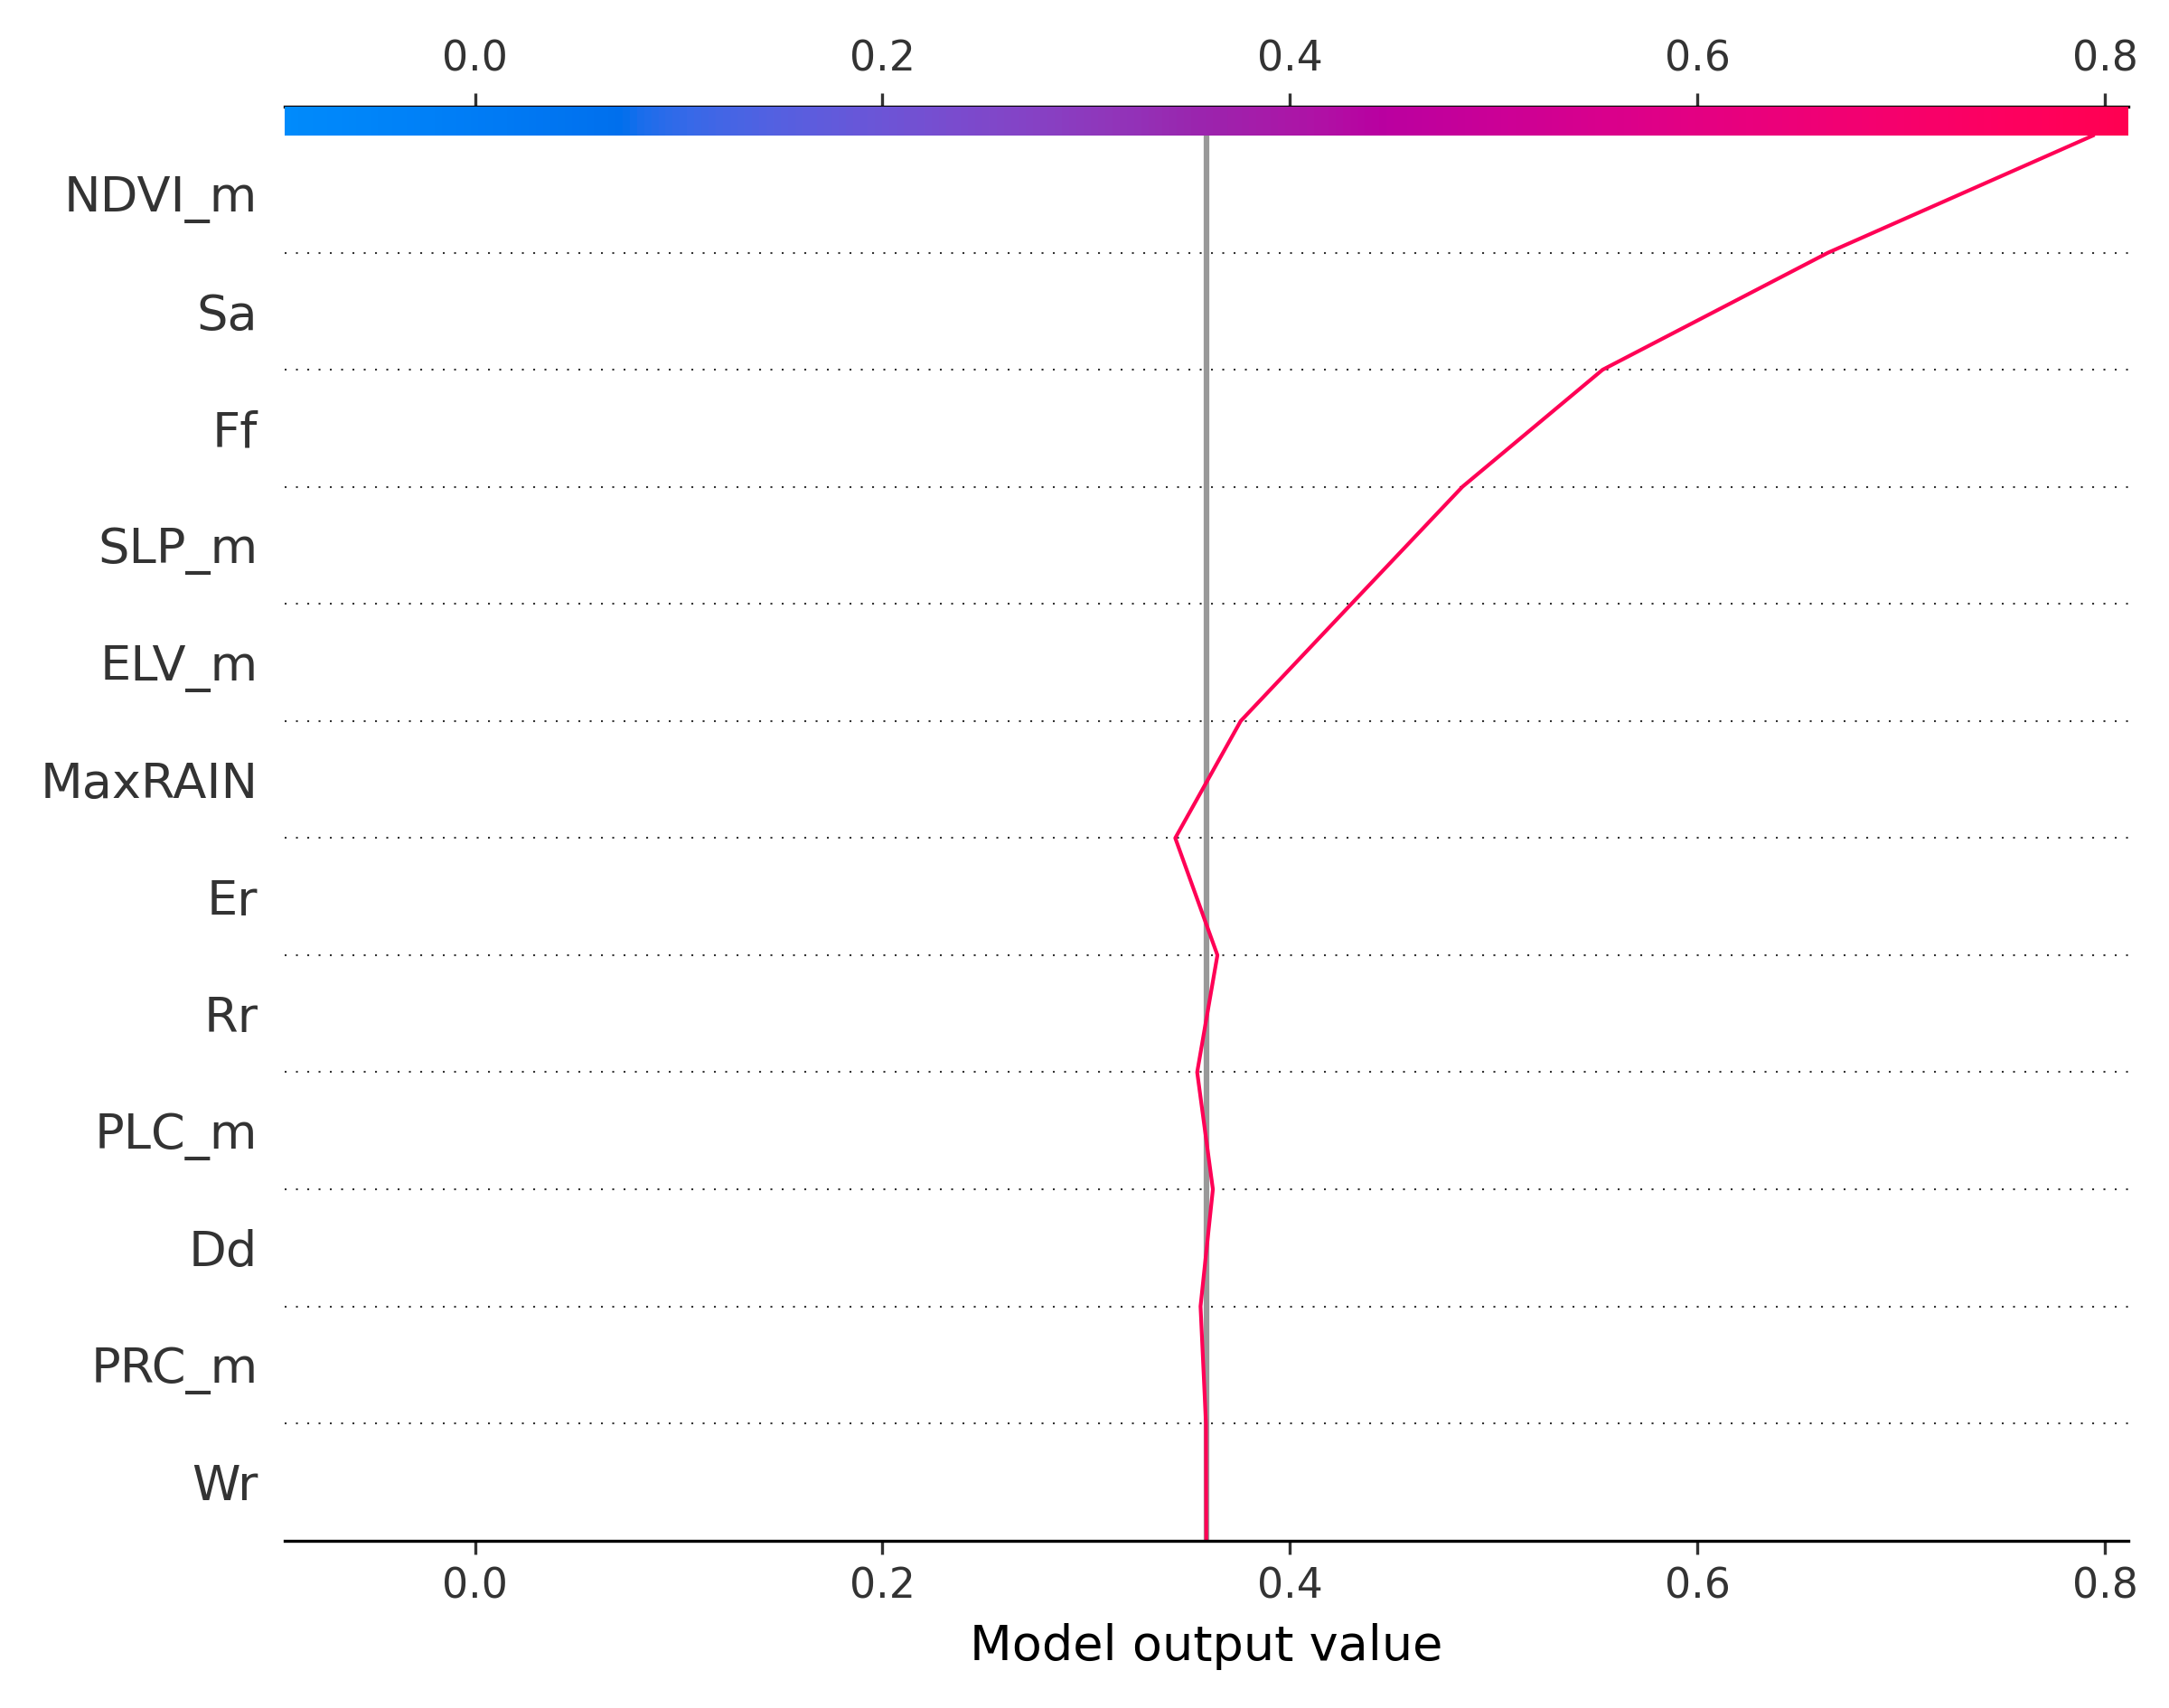 0.0 0.2 0.4 0.6 0.8
NDVI_m
Sa
Ff
SLP_m
ELV_m
MaxRAIN
Er
Rr
PLC_m
Dd
PRC_m
Wr
0.0 0.2 0.4 0.6 0.8
Model output value